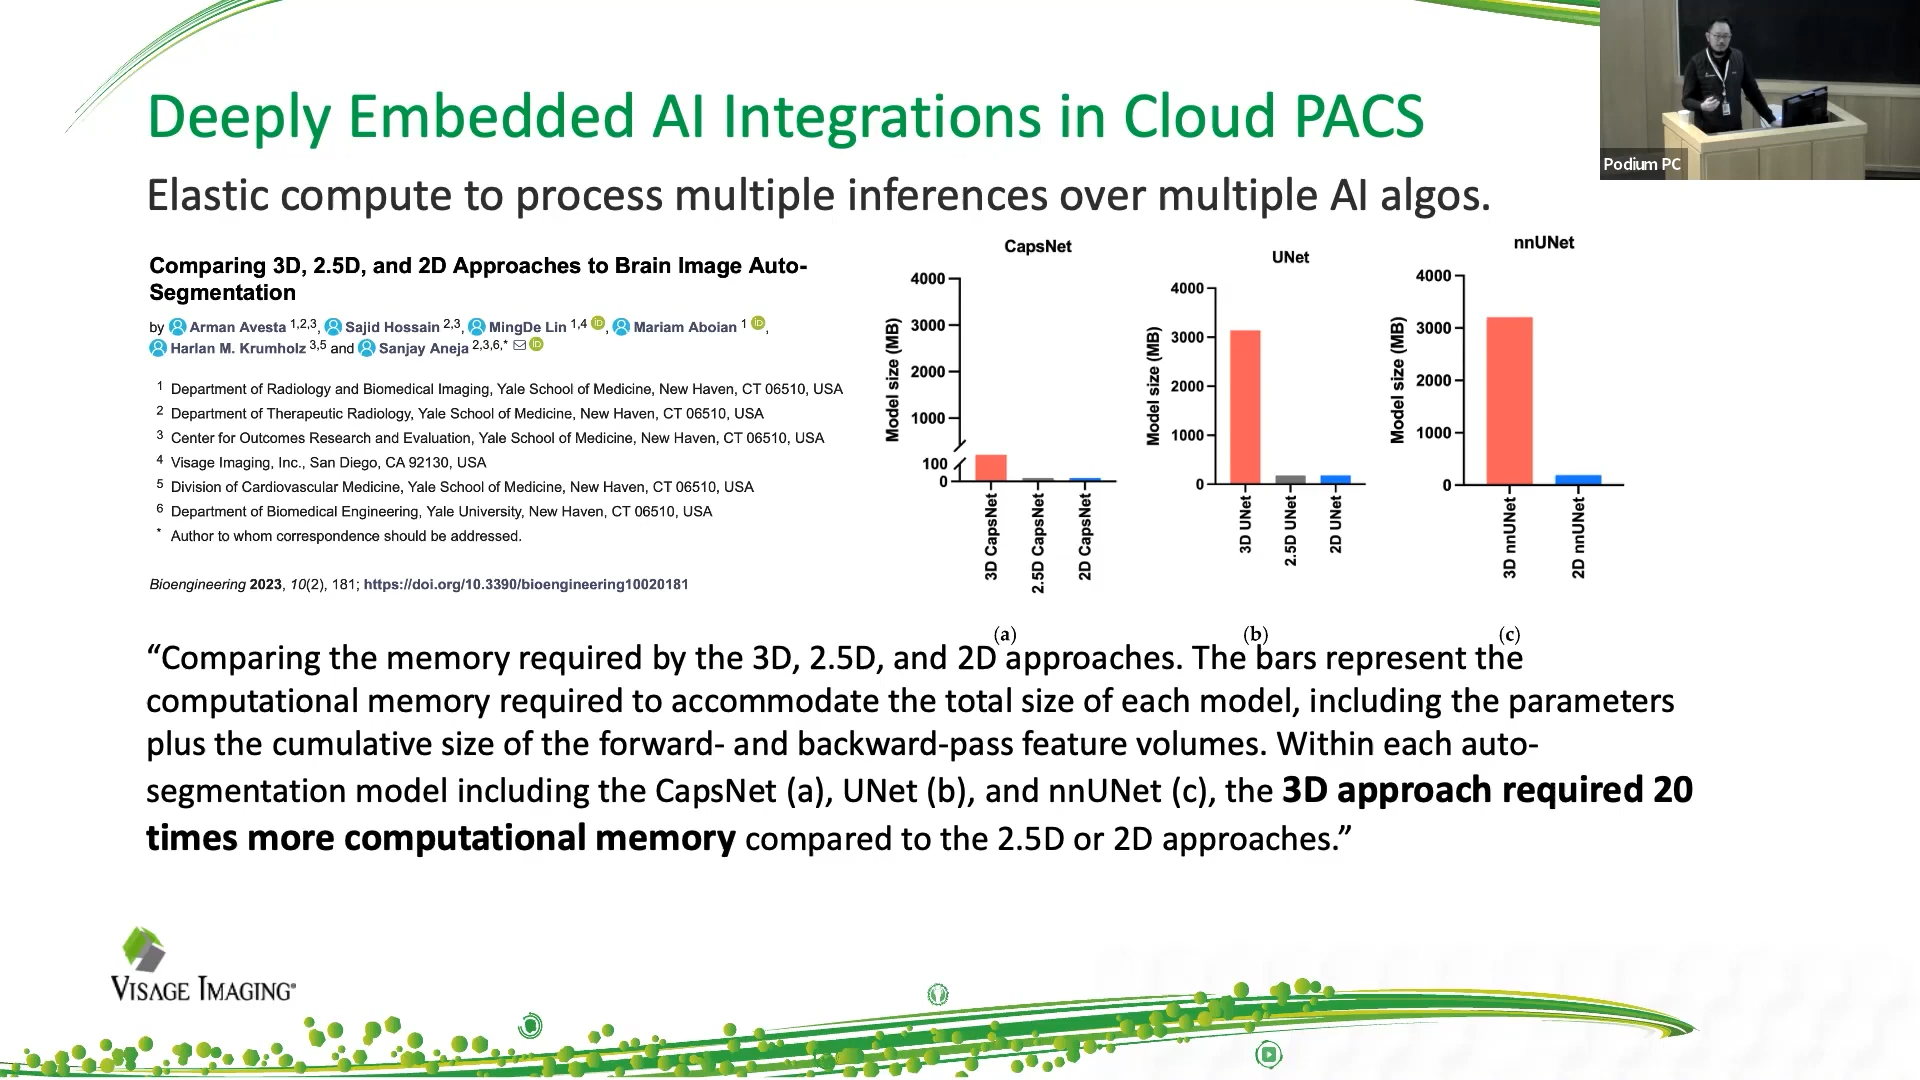 Deeply Embedded AI Integrations in Cloud PACS
Podium PC
Elastic compute to process multiple inferences over multiple AI algos.
Comparing 3D, 2.5D, and 2D Approaches to Brain Image Auto-
Segmentation
by Arman Avesta 1,2,3, Sajid Hossain 2,3, MingDe Lin 1,4 iD, Mariam Aboian 1 iD,
Harlan M. Krumholz 3,5 and Sanjay Aneja 2,3,6,* iD
1 Department of Radiology and Biomedical Imaging, Yale School of Medicine, New Haven, CT 06510, USA
2 Department of Therapeutic Radiology, Yale School of Medicine, New Haven, CT 06510, USA
3 Center for Outcomes Research and Evaluation, Yale School of Medicine, New Haven, CT 06510, USA
4 Visage Imaging, Inc., San Diego, CA 92130, USA
5 Division of Cardiovascular Medicine, Yale School of Medicine, New Haven, CT 06510, USA
6 Department of Biomedical Engineering, Yale University, New Haven, CT 06510, USA
* Author to whom correspondence should be addressed.
Bioengineering 2023, 10(2), 181; https://doi.org/10.3390/bioengineering10020181
CapsNet
Model size (MB)
4000
3000
2000
1000
100
0
3D CapsNet
2.5D CapsNet
2D CapsNet
(a)
UNet
Model size (MB)
4000
3000
2000
1000
0
3D UNet
2.5D UNet
2D UNet
(b)
nnUNet
Model size (MB)
4000
3000
2000
1000
0
3D nnUNet
2D nnUNet
(c)
“Comparing the memory required by the 3D, 2.5D, and 2D approaches. The bars represent the
computational memory required to accommodate the total size of each model, including the parameters
plus the cumulative size of the forward- and backward-pass feature volumes. Within each auto-
segmentation model including the CapsNet (a), UNet (b), and nnUNet (c), the 3D approach required 20
times more computational memory compared to the 2.5D or 2D approaches.”
VISAGE IMAGING®